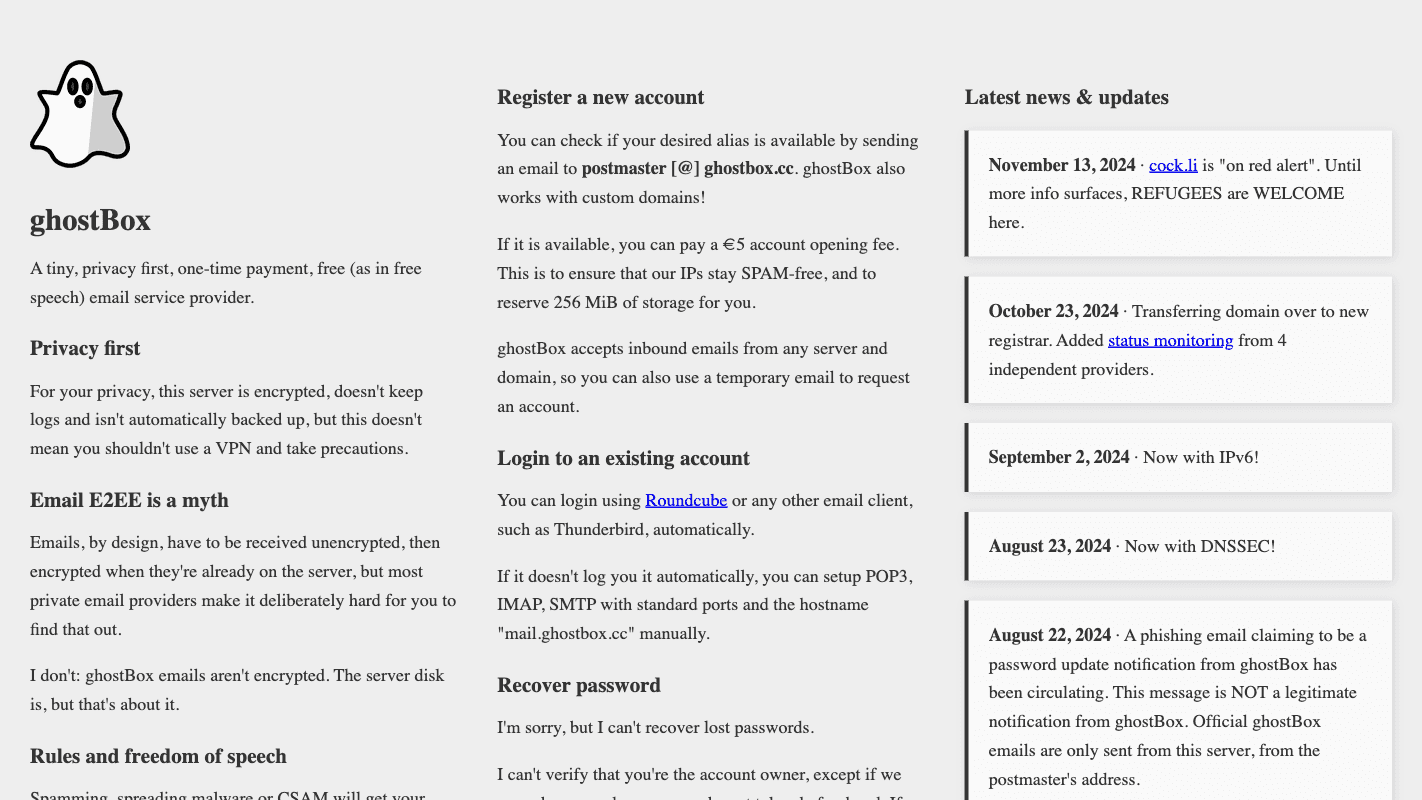 ghostBox
A tiny, privacy first, one-time payment, free (as in free
speech) email service provider.
Privacy first
For your privacy, this server is encrypted, doesn't keep
logs and isn't automatically backed up, but this doesn't
mean you shouldn't use a VPN and take precautions.
Email E2EE is a myth
Emails, by design, have to be received unencrypted, then
encrypted when they're already on the server, but most
private email providers make it deliberately hard for you to
find that out.
I don't: ghostBox emails aren't encrypted. The server disk
is, but that's about it.
Rules and freedom of speech
Spamming, spreading malware or CSAM will get your
Register a new account
You can check if your desired alias is available by sending
an email to postmaster [@] ghostbox.cc. ghostBox also
works with custom domains!
If it is available, you can pay a €5 account opening fee.
This is to ensure that our IPs stay SPAM-free, and to
reserve 256 MiB of storage for you.
ghostBox accepts inbound emails from any server and
domain, so you can also use a temporary email to request
an account.
Login to an existing account
You can login using Roundcube or any other email client,
such as Thunderbird, automatically.
If it doesn't log you it automatically, you can setup POP3,
IMAP, SMTP with standard ports and the hostname
"mail.ghostbox.cc" manually.
Recover password
I'm sorry, but I can't recover lost passwords.
I can't verify that you're the account owner, except if we
Latest news & updates
November 13, 2024 · cock.li is "on red alert". Until
more info surfaces, REFUGEES are WELCOME
here.
October 23, 2024 · Transferring domain over to new
registrar. Added status monitoring from 4
independent providers.
September 2, 2024 · Now with IPv6!
August 23, 2024 · Now with DNSSEC!
August 22, 2024 · A phishing email claiming to be a
password update notification from ghostBox has
been circulating. This message is NOT a legitimate
notification from ghostBox. Official ghostBox
emails are only sent from this server, from the
postmaster's address.